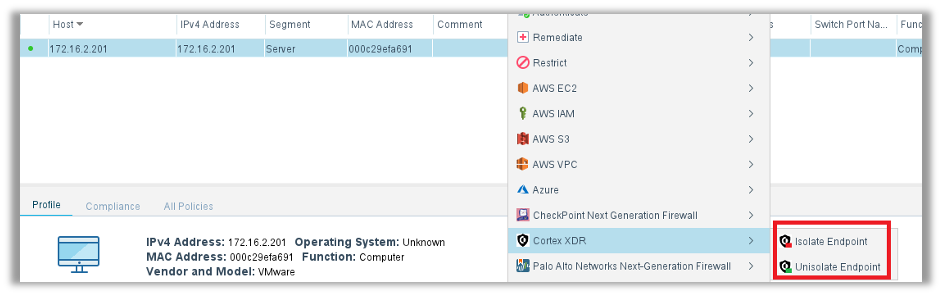 Host IPv4 Address Segment MAC Address Comment Switch Port Na...
172.16.2.201 172.16.2.201 Server 000c29efa691
Authenticate
Remediate
Restrict
AWS EC2
AWS IAM
AWS S3
AWS VPC
Azure
CheckPoint Next Generation Firewall
Cortex XDR
Palo Alto Networks Next-Generation Firewall
Isolate Endpoint
Unisolate Endpoint
Profile Compliance All Policies
IPv4 Address: 172.16.2.201 Operating System: Unknown
MAC Address: 000c29efa691 Function: Computer
Vendor and Model: VMware